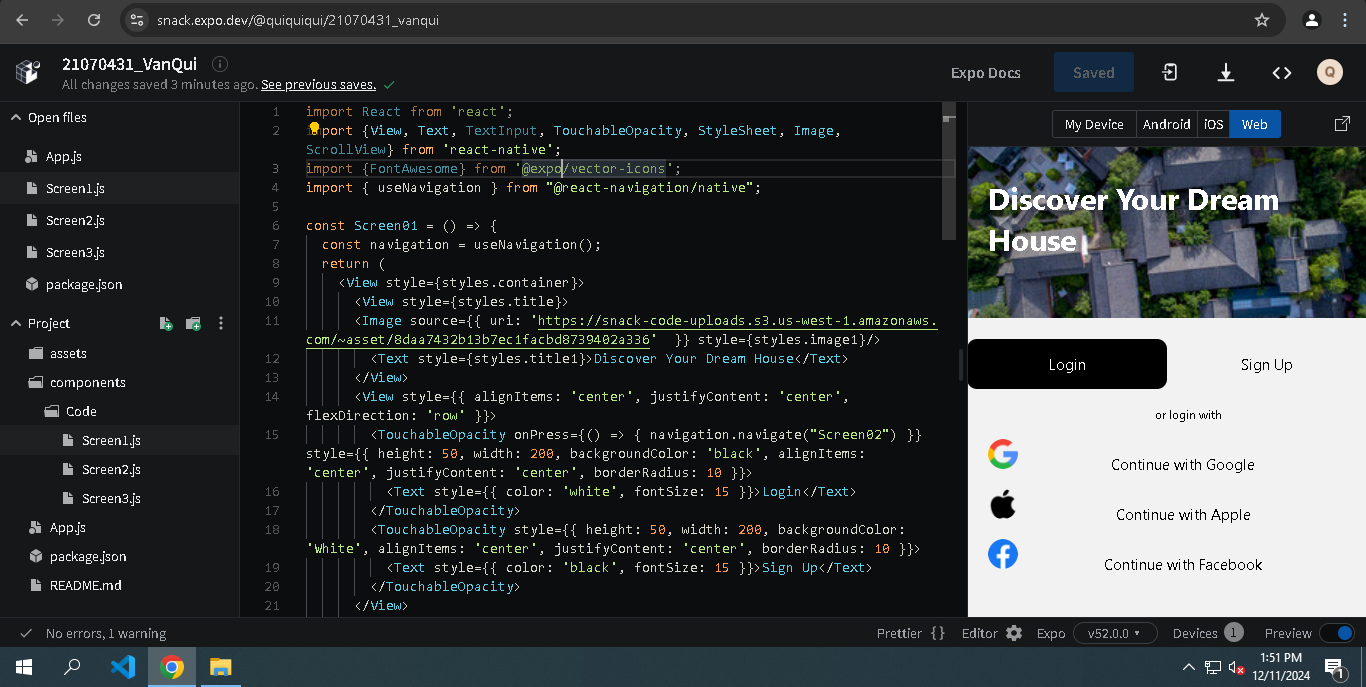 snack.expo.dev/@quiquiqui/21070431_vanqui
21070431_VanQui
All changes saved 3 minutes ago. See previous saves.
Expo Docs
Saved
Q
Open files
App.js
Screen1.js
Screen2.js
Screen3.js
package.json
Project
assets
components
Code
Screen1.js
Screen2.js
Screen3.js
App.js
package.json
README.md
1 import React from 'react';
2 import {View, Text, TextInput, TouchableOpacity, StyleSheet, Image,
ScrollView} from 'react-native';
3 import {FontAwesome} from '@expo/vector-icons';
4 import { useNavigation } from "@react-navigation/native";
5
6 const Screen01 = () => {
7 const navigation = useNavigation();
8 return (
9 <View style={styles.container}>
10 <View style={styles.title}>
11 <Image source={{ uri: 'https://snack-code-uploads.s3.us-west-1.amazonaws.
com/~asset/8daa7432b13b7ec1facbd8739402a336'  }} style={styles.image1}/>
12 <Text style={styles.title1}>Discover Your Dream House</Text>
13 </View>
14 <View style={{ alignItems: 'center', justifyContent: 'center',
flexDirection: 'row' }}>
15 <TouchableOpacity onPress={() => { navigation.navigate("Screen02") }}
style={{ height: 50, width: 200, backgroundColor: 'black', alignItems:
'center', justifyContent: 'center', borderRadius: 10 }}>
16 <Text style={{ color: 'white', fontSize: 15 }}>Login</Text>
17 </TouchableOpacity>
18 <TouchableOpacity style={{ height: 50, width: 200, backgroundColor:
'White', alignItems: 'center', justifyContent: 'center', borderRadius: 10 }}>
19 <Text style={{ color: 'black', fontSize: 15 }}>Sign Up</Text>
20 </TouchableOpacity>
21 </View>
My Device
Android
iOS
Web
Discover Your Dream
House
Login
Sign Up
or login with
Continue with Google
Continue with Apple
Continue with Facebook
No errors, 1 warning
Prettier {}
Editor
Expo
v52.0.0
Devices 1
Preview
1:51 PM
12/11/2024
1